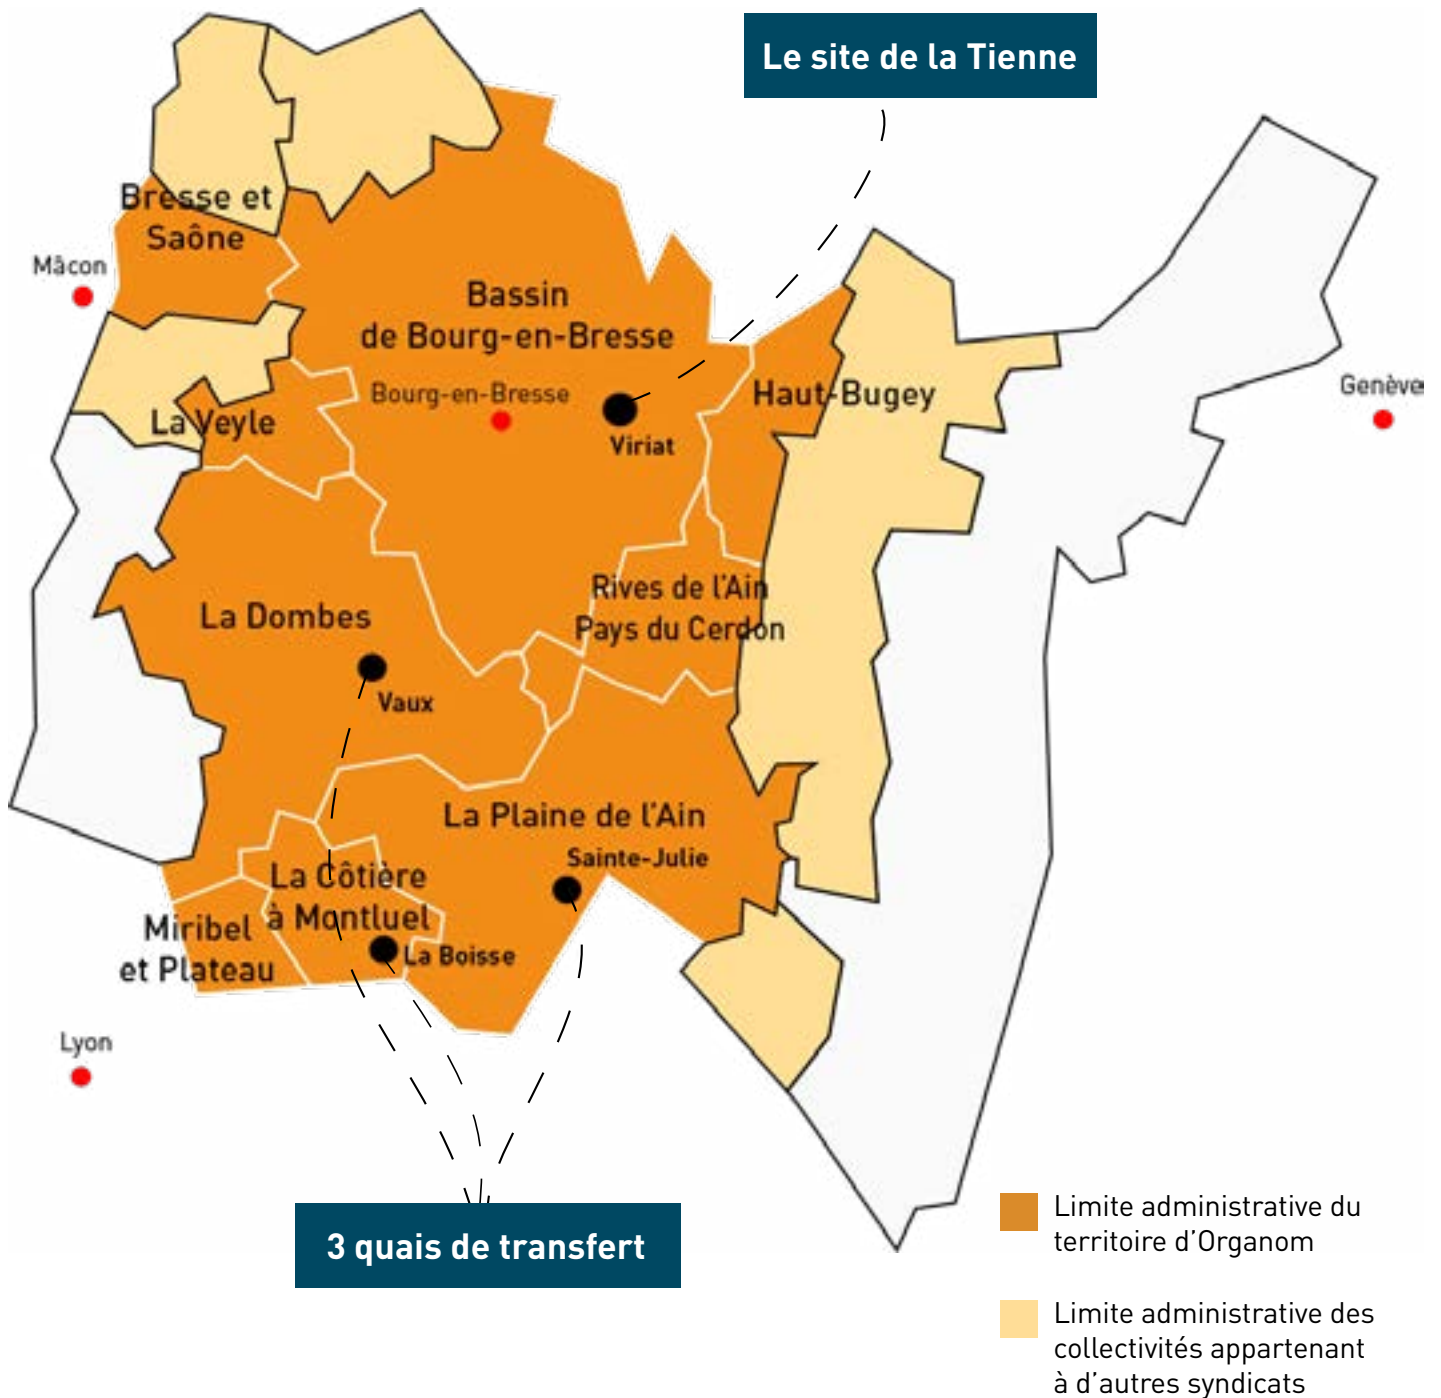 Le site de la Tienne
Bresse et
Saône
Mâcon
Bassin
de Bourg-en-Bresse
Bourg-en-Bresse
Viriat
Haut-Bugey
Genève
La Veyle
Rives de l'Ain
Pays du Cerdon
La Dombes
Vaux
La Plaine de l'Ain
Sainte-Julie
La Côtière
à Montluel
Miribel
et Plateau
La Boisse
Lyon
3 quais de transfert
Limite administrative du
territoire d'Organom
Limite administrative des
collectivités appartenant
à d'autres syndicats